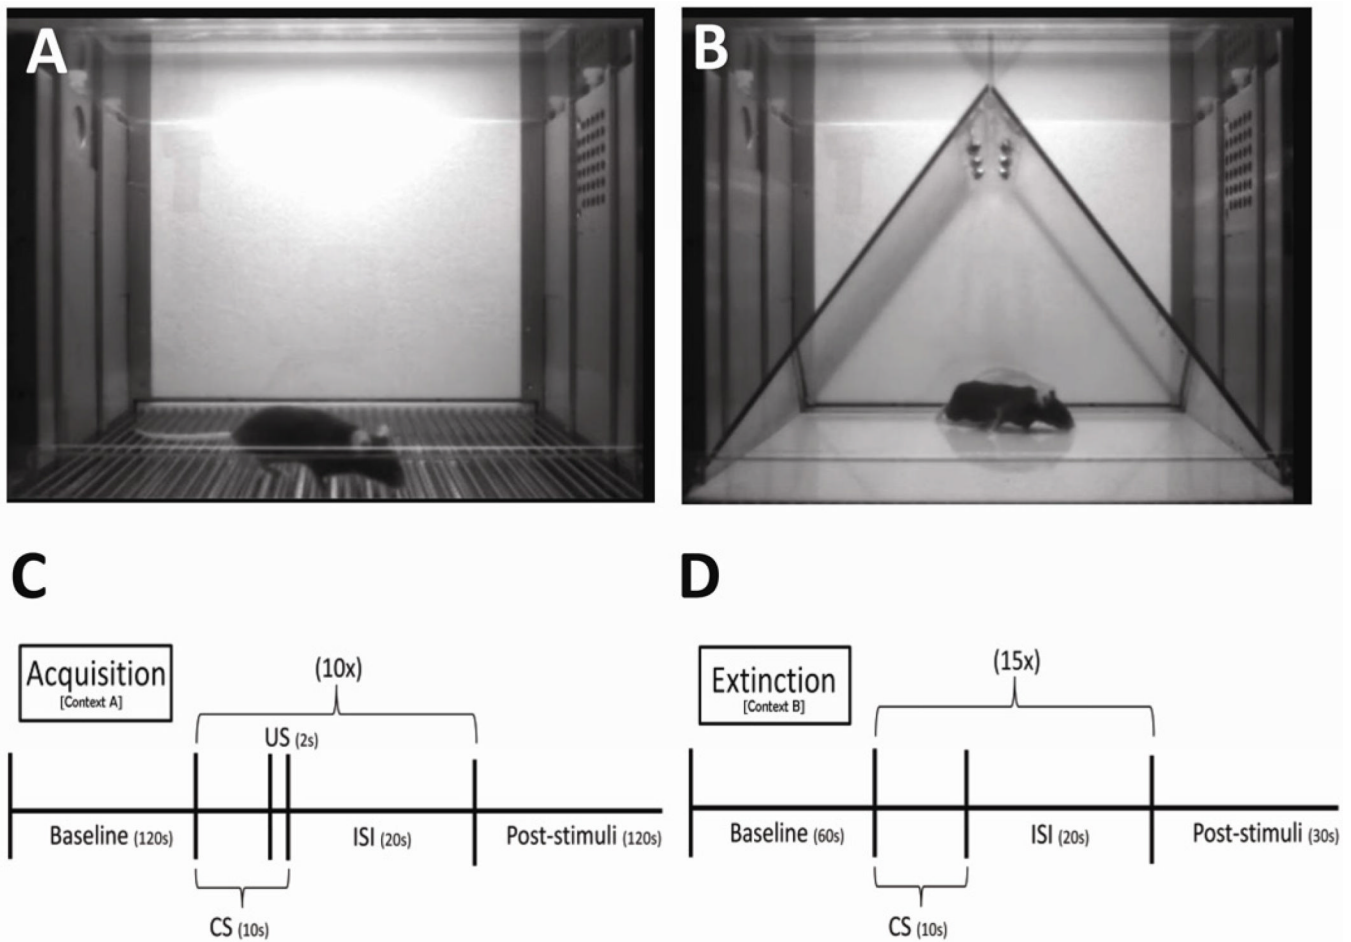 A
B
C
D
Acquisition
[Context A]
(10x)
US (2s)
Baseline (120s)
ISI (20s)
Post-stimuli (120s)
CS (10s)
Extinction
[Context B]
(15x)
Baseline (60s)
ISI (20s)
Post-stimuli (30s)
CS (10s)